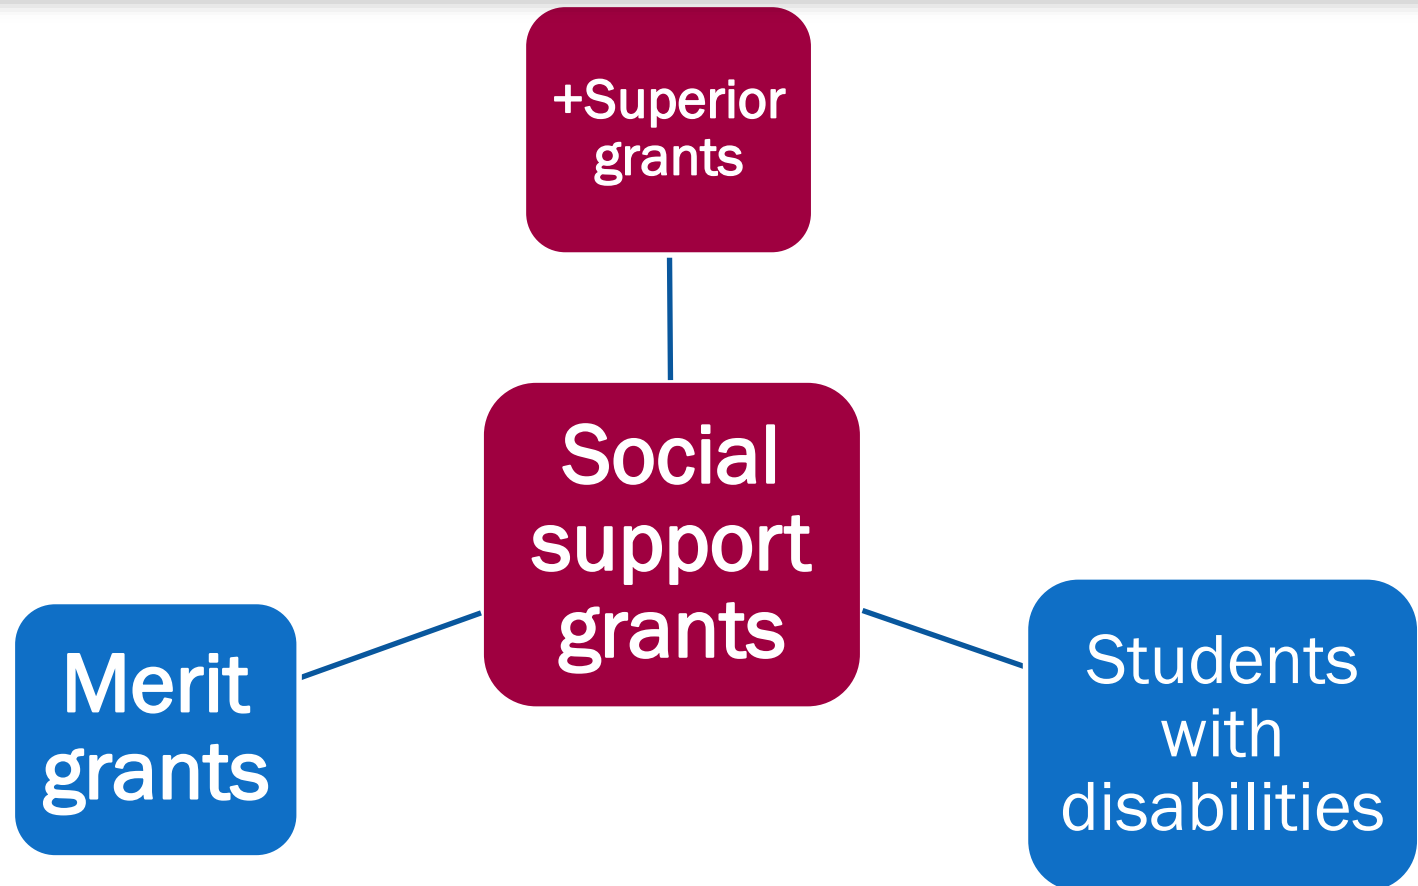 +Superior
grants
Social
support
grants
Merit
grants
Students
with
disabilities